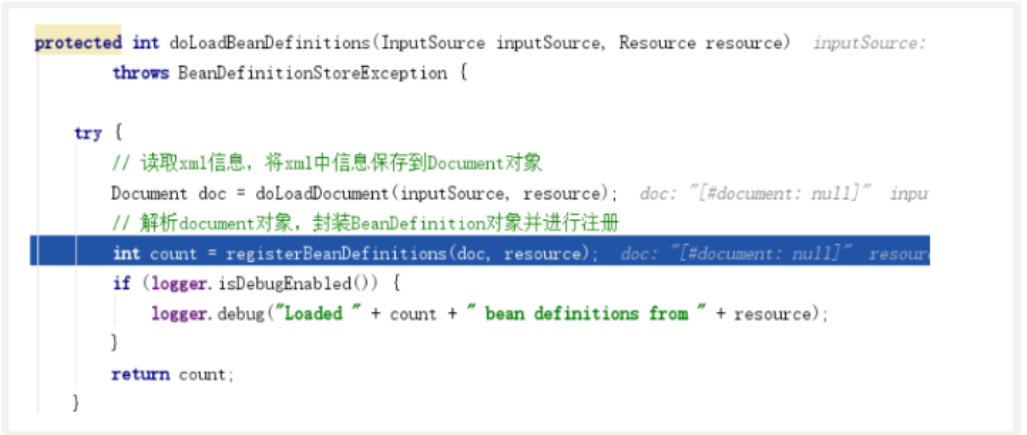 protected int doLoadBeanDefinitions(InputSource inputSource, Resource resource)  inputSource:
        throws BeanDefinitionStoreException {
    try {
        // 读取xml信息，将xml中信息保存到Document对象
        Document doc = doLoadDocument(inputSource, resource);  doc: "[#document: null]"  inpu
        // 解析document对象，封装BeanDefinition对象并进行注册
        int count = registerBeanDefinitions(doc, resource);  doc: "[#document: null]"  resour
        if (logger.isDebugEnabled()) {
            logger.debug("Loaded " + count + " bean definitions from " + resource);
        }
        return count;
    }